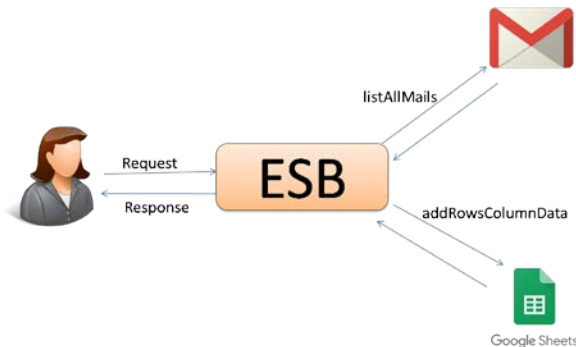 listAllMails
Request
ESB
Response
addRowsColumnData
Google Sheets